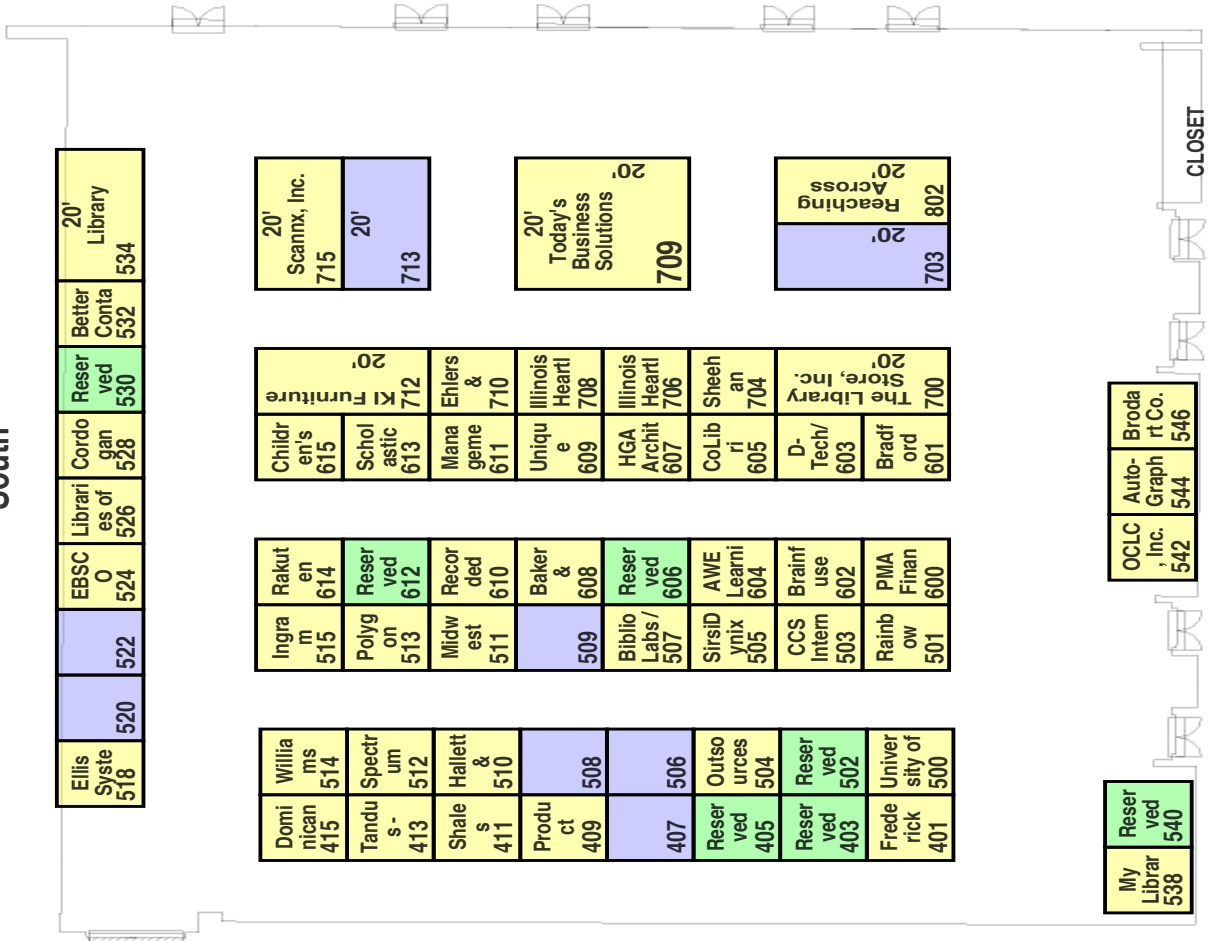 South
CLOSET
20'
Library
534
Better
Conta
532
Reser
ved
530
Cordo
gan
528
Librari
es of
526
EBSC
O
524
522
520
Ellis
Syste
518
20'
Scannx, Inc.
715
20'
713
20'
Today's
Business
Solutions
20'
709
Reaching
Across
20'
802
20'
703
KI Furniture
20'
712
Ehlers
&
710
Illinois
Heartl
708
Illinois
Heartl
706
Sheeh
an
704
The Library
Store, Inc.
20'
700
Childr
en's
615
Schol
astic
613
Mana
geme
611
Uniqu
e
609
HGA
Archit
607
CoLib
ri
605
D-
Tech/
603
Bradf
ord
601
Rakut
en
614
Reser
ved
612
Recor
ded
610
Baker
&
608
Reser
ved
606
AWE
Learni
604
Brainf
use
602
PMA
Finan
600
Ingra
m
515
Polyg
on
513
Midw
est
511
509
Biblio
Labs /
507
SirsiD
ynix
505
CCS
Intern
503
Rainb
ow
501
Willia
ms
514
Spectr
um
512
Hallett
&
510
508
506
Outso
urces
504
Reser
ved
502
Univer
sity of
500
Domi
nican
415
Tandu
s -
413
Shale
s
411
Produ
ct
409
407
Reser
ved
405
Reser
ved
403
Frede
rick
401
Broda
rt Co.
546
Auto-
Graph
544
OCLC
, Inc.
542
Reser
ved
540
My
Librar
538